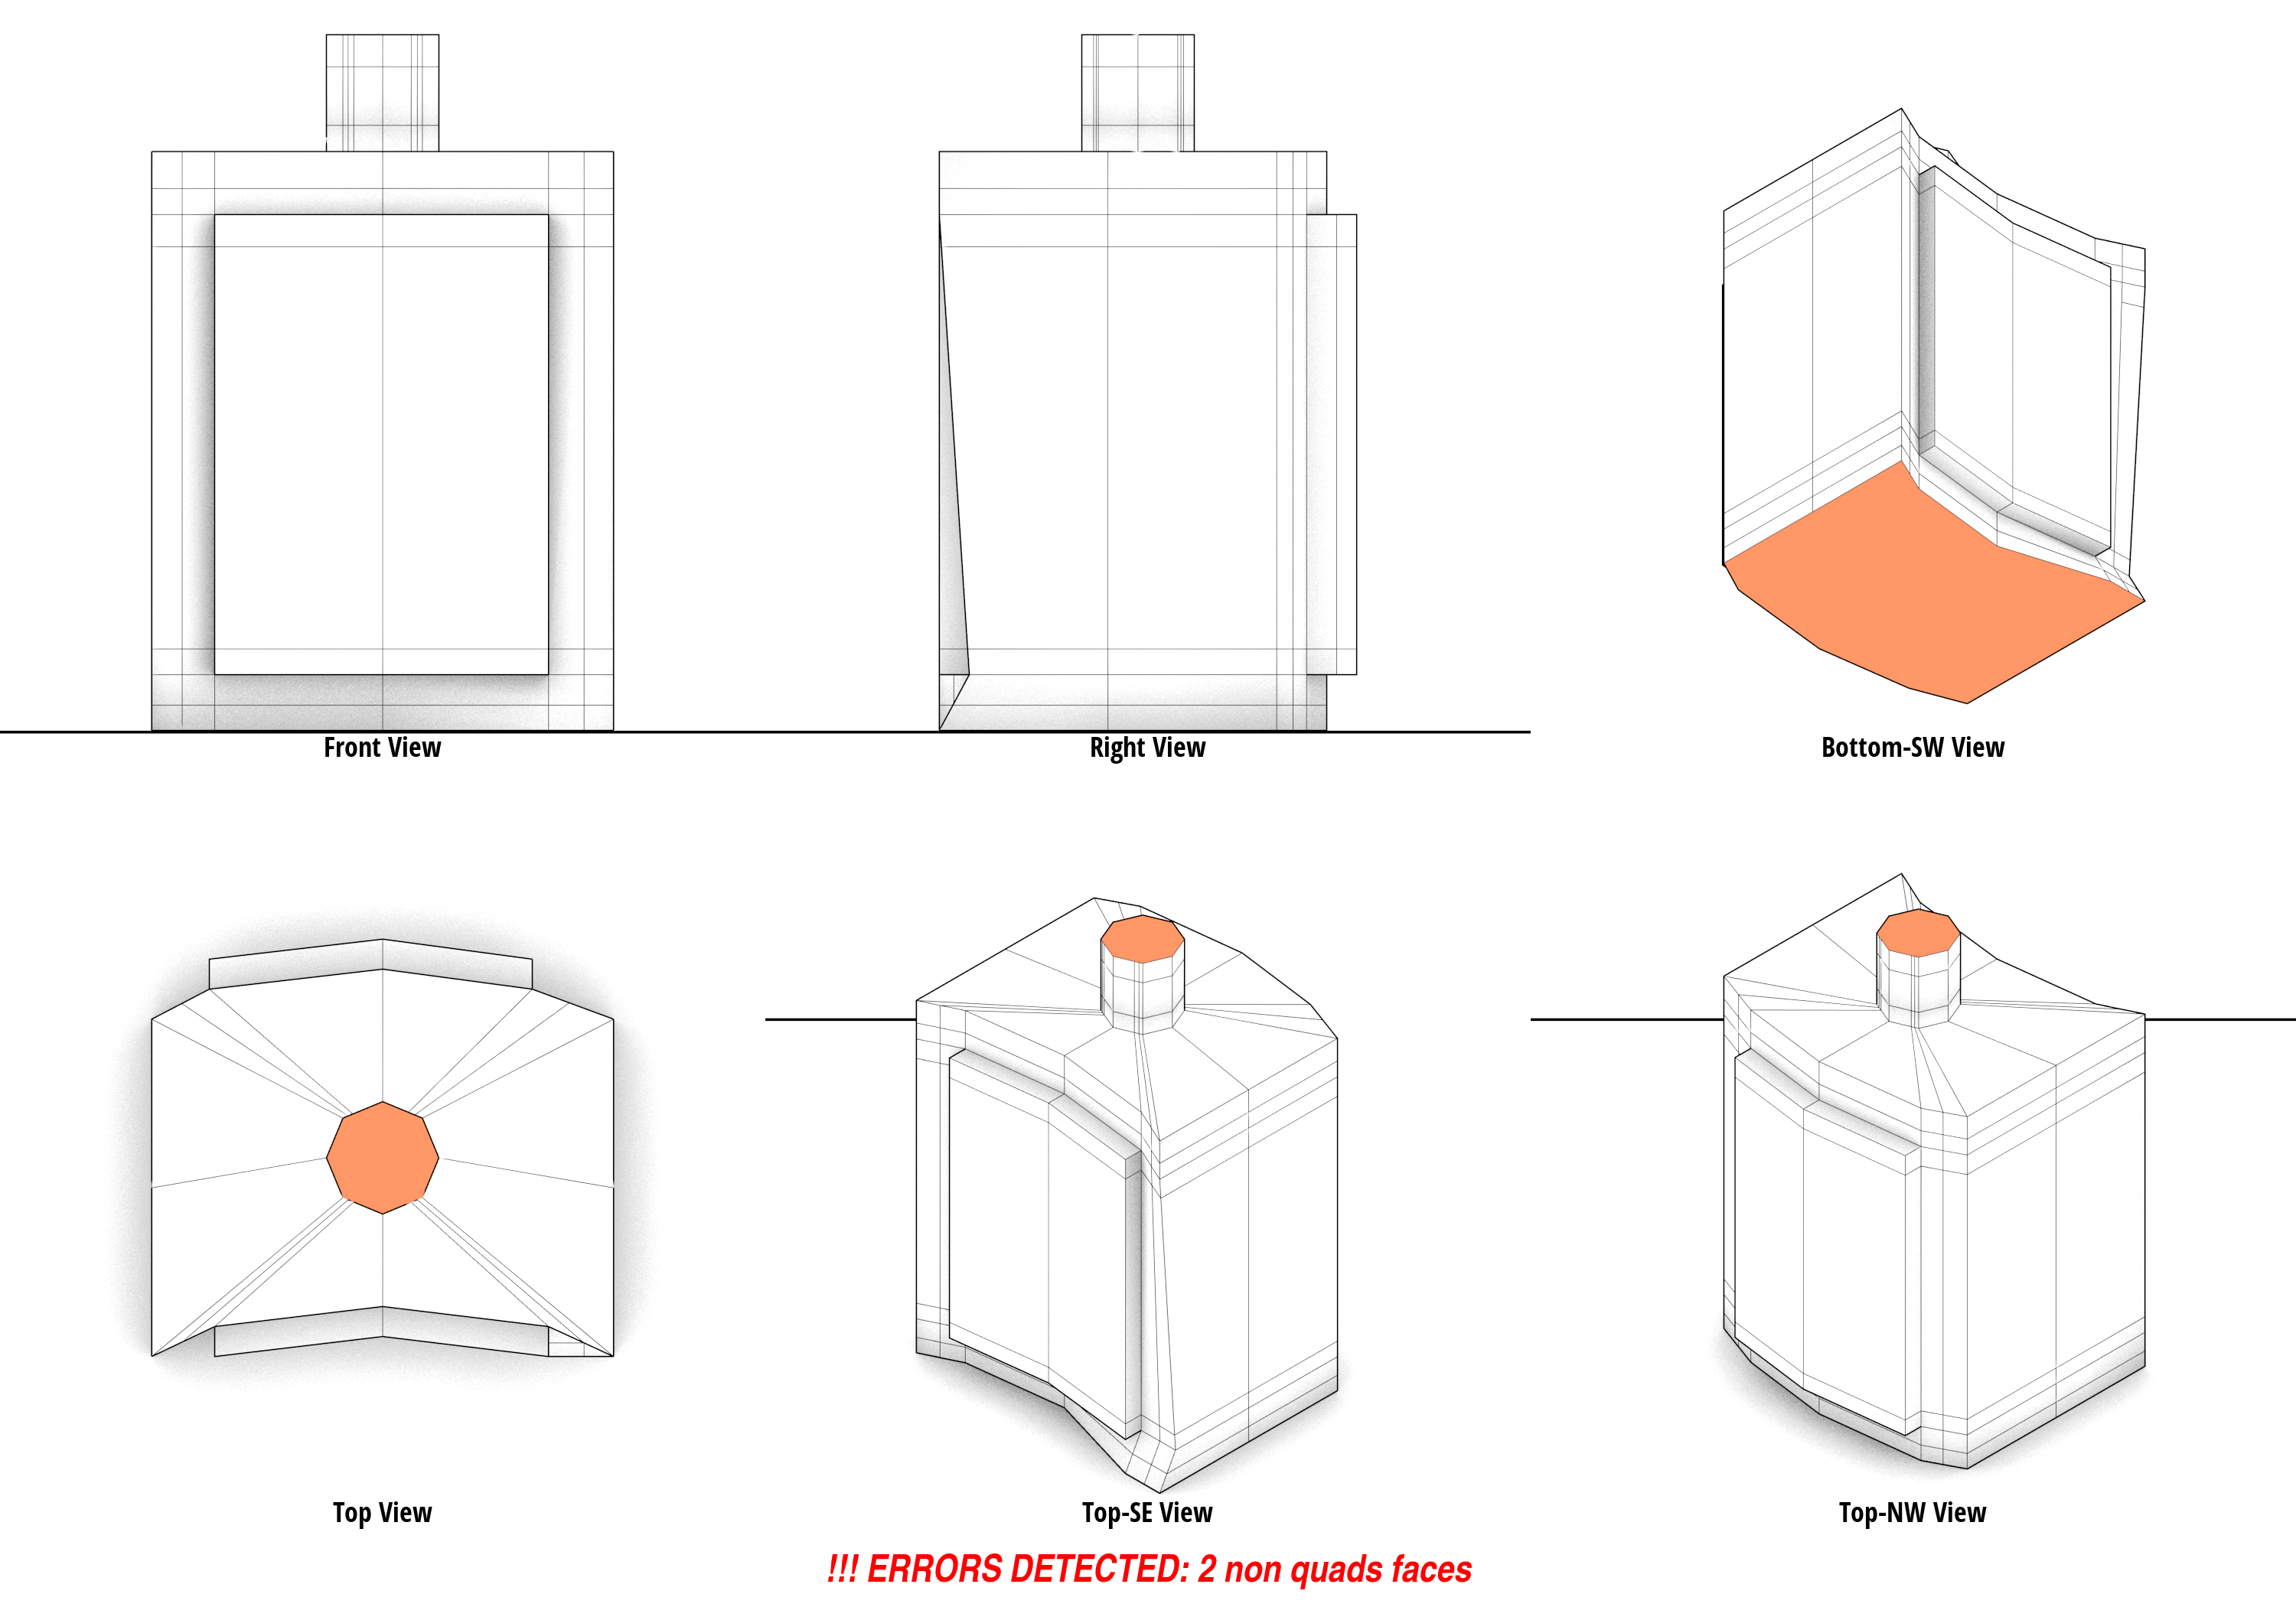 Front View
Right View
Bottom-SW View
Top View
Top-SE View
Top-NW View
!!! ERRORS DETECTED: 2 non quads faces